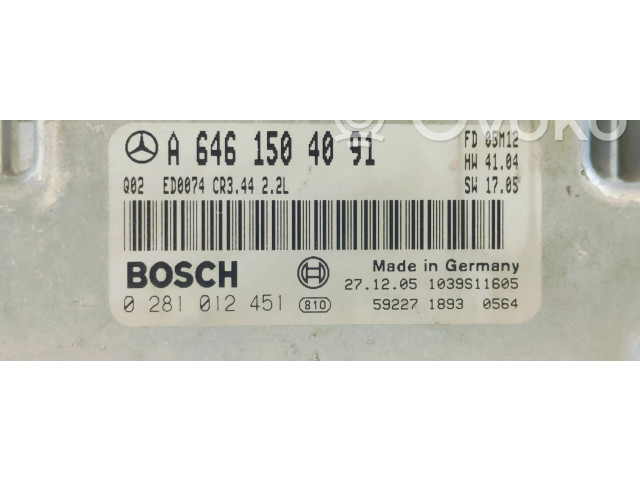 A 646 150 40 91
FD 05M12
HW 41.04
Q02 ED0074 CR3.44 2.2L
SW 17.05
BOSCH
Made in Germany
27.12.05 1039S11605
0 281 012 451 810
59227 1893 0564